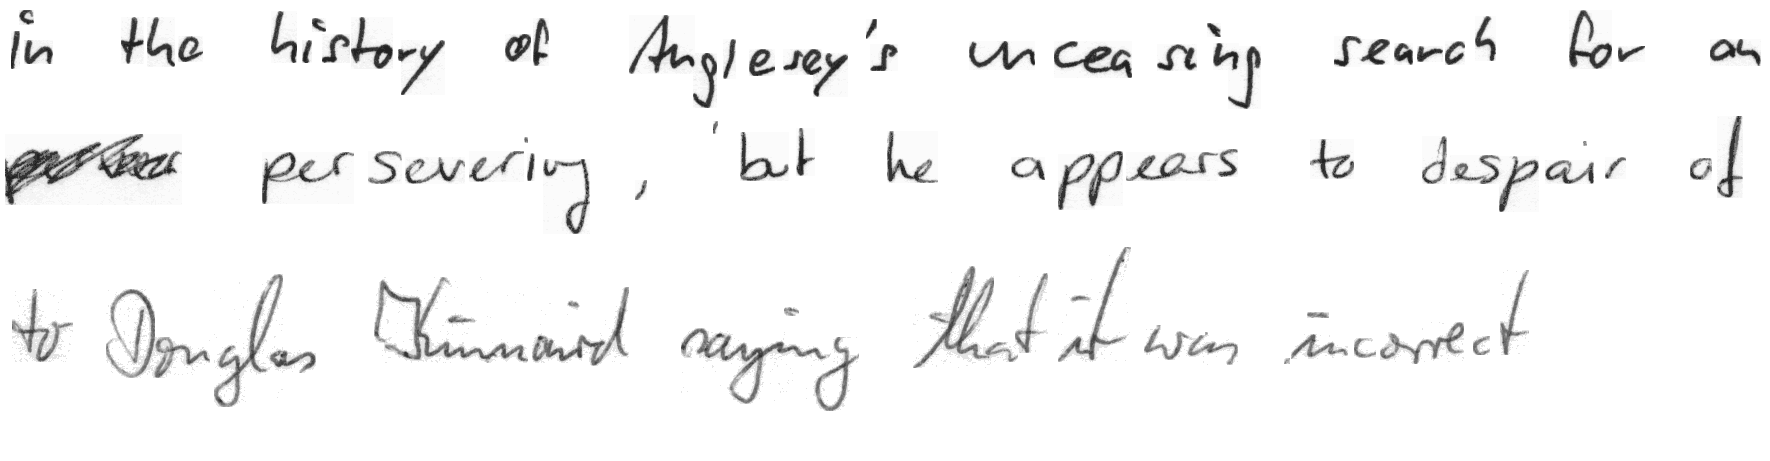 in the history of Anglesey's unceasing search for an
persevering, 'but he appears to despair of
to Douglas Kinnaird saying that it was incorrect